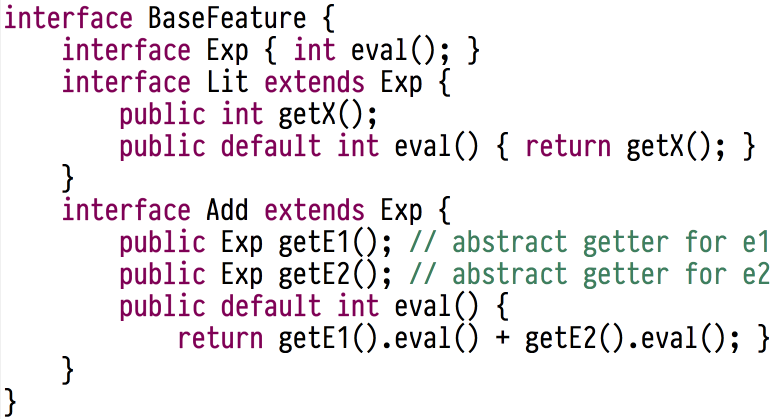 interface BaseFeature {
    interface Exp { int eval(); }
    interface Lit extends Exp {
        public int getX();
        public default int eval() { return getX(); }
    }
    interface Add extends Exp {
        public Exp getE1(); // abstract getter for e1
        public Exp getE2(); // abstract getter for e2
        public default int eval() {
            return getE1().eval() + getE2().eval(); }
    }
}